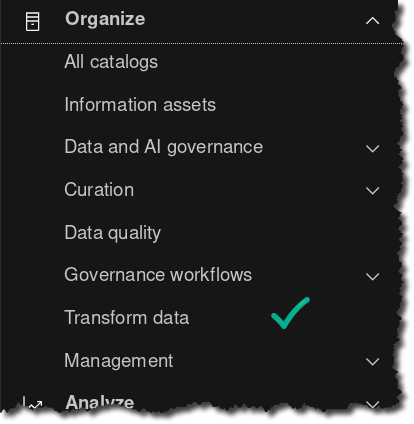 Organize
All catalogs
Information assets
Data and AI governance
Curation
Data quality
Governance workflows
Transform data
Management
Analyze